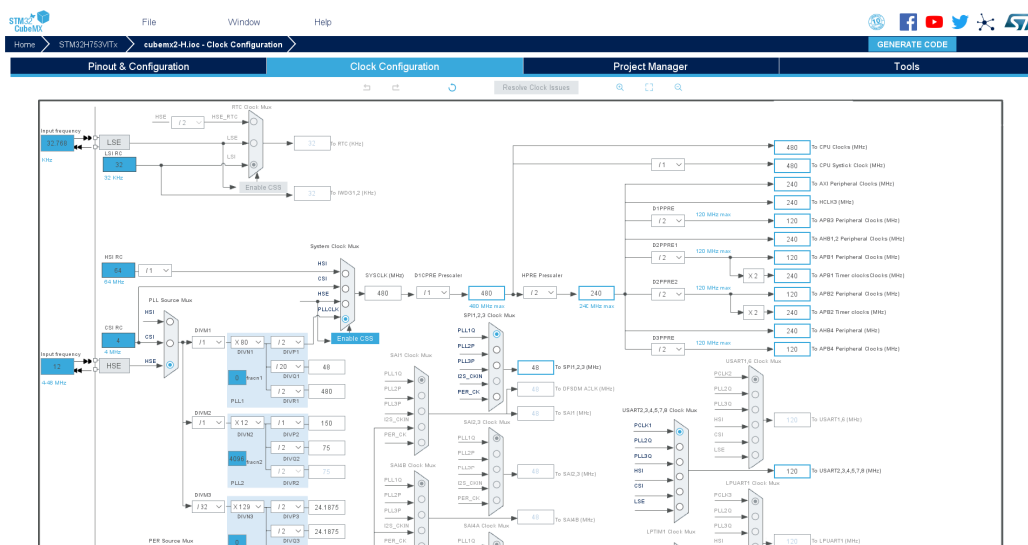 STM32
CubeMX
File Window Help
Home STM32H753VITx cubemx2-H.ioc - Clock Configuration GENERATE CODE
Pinout & Configuration Clock Configuration Project Manager Tools
Resolve Clock Issues
RTC Clock Mux
HSE / 2 HSE_RTC
Input frequency
32.768 LSE LSE 32 To RTC (KHz)
KHz
LSI RC LSI
32
32 KHz
Enable CSS
32 To IWDG1,2 (KHz)
480 To CPU Clocks (MHz)
/ 1 480 To CPU Systick Clock (MHz)
240 To AXI Peripheral Clocks (MHz)
240 To HCLK3 (MHz)
D1PPRE
/ 2 120 MHz max 120 To APB3 Peripheral Clocks (MHz)
240 To AHB1,2 Peripheral Clocks (MHz)
D2PPRE1
/ 2 120 MHz max 120 To APB1 Peripheral Clocks (MHz)
X 2 240 To APB1 Timer clocksClocks (MHz)
D2PPRE2
/ 2 120 MHz max 120 To APB2 Peripheral Clocks (MHz)
X 2 240 To APB2 Timer clocks (MHz)
240 To AHB4 Peripheral (MHz)
D3PPRE
/ 2 120 MHz max 120 To APB4 Peripheral Clocks (MHz)
System Clock Mux
HSI RC HSI
64 / 1
64 MHz
CSI
HSE
PLLCLK
Enable CSS
SYSCLK (MHz) D1CPRE Prescaler HPRE Prescaler
480 / 1 480 / 2 240
480 MHz max 240 MHz max
PLL Source Mux
HSI
CSI RC CSI
4
4 MHz
Input frequency
12 HSE HSE
4-48 MHz
DIVM1
/ 1 X 80 / 2
DIVN1 DIVP1
/ 20 48
0 fracn1 DIVQ1
/ 2 480
PLL1 DIVR1
DIVM2
/ 1 X 12 / 1 150
DIVN2 DIVP2
/ 2 75
4096 fracn2 DIVQ2
/ 2 75
PLL2 DIVR2
DIVM3
/ 32 X 129 / 2 24.1875
DIVN3 DIVP3
/ 2 24.1875
0 DIVQ3
PER Source Mux
SPI1,2,3 Clock Mux
PLL1Q
PLL2P
PLL3P
I2S_CKIN
PER_CK
48 To SPI1,2,3 (MHz)
48 To DFSDM ACLK (MHz)
SAI1 Clock Mux
PLL1Q
PLL2P
PLL3P
I2S_CKIN
PER_CK
48 To SAI1 (MHz)
SAI2,3 Clock Mux
PLL1Q
PLL2P
PLL3P
I2S_CKIN
PER_CK
48 To SAI2,3 (MHz)
SAI4B Clock Mux
PLL1Q
PLL2P
PLL3P
I2S_CKIN
PER_CK
48 To SAI4B (MHz)
SAI4A Clock Mux
PLL1Q
USART2,3,4,5,7,8 Clock Mux
PCLK1
PLL2Q
PLL3Q
HSI
CSI
LSE
120 To USART2,3,4,5,7,8 (MHz)
USART1,6 Clock Mux
PCLK2
PLL2Q
PLL3Q
HSI
CSI
LSE
120 To USART1,6 (MHz)
LPUART1 Clock Mux
PCLK3
PLL2Q
PLL3Q
HSI
120 To LPUART1 (MHz)
LPTIM1 Clock Mux